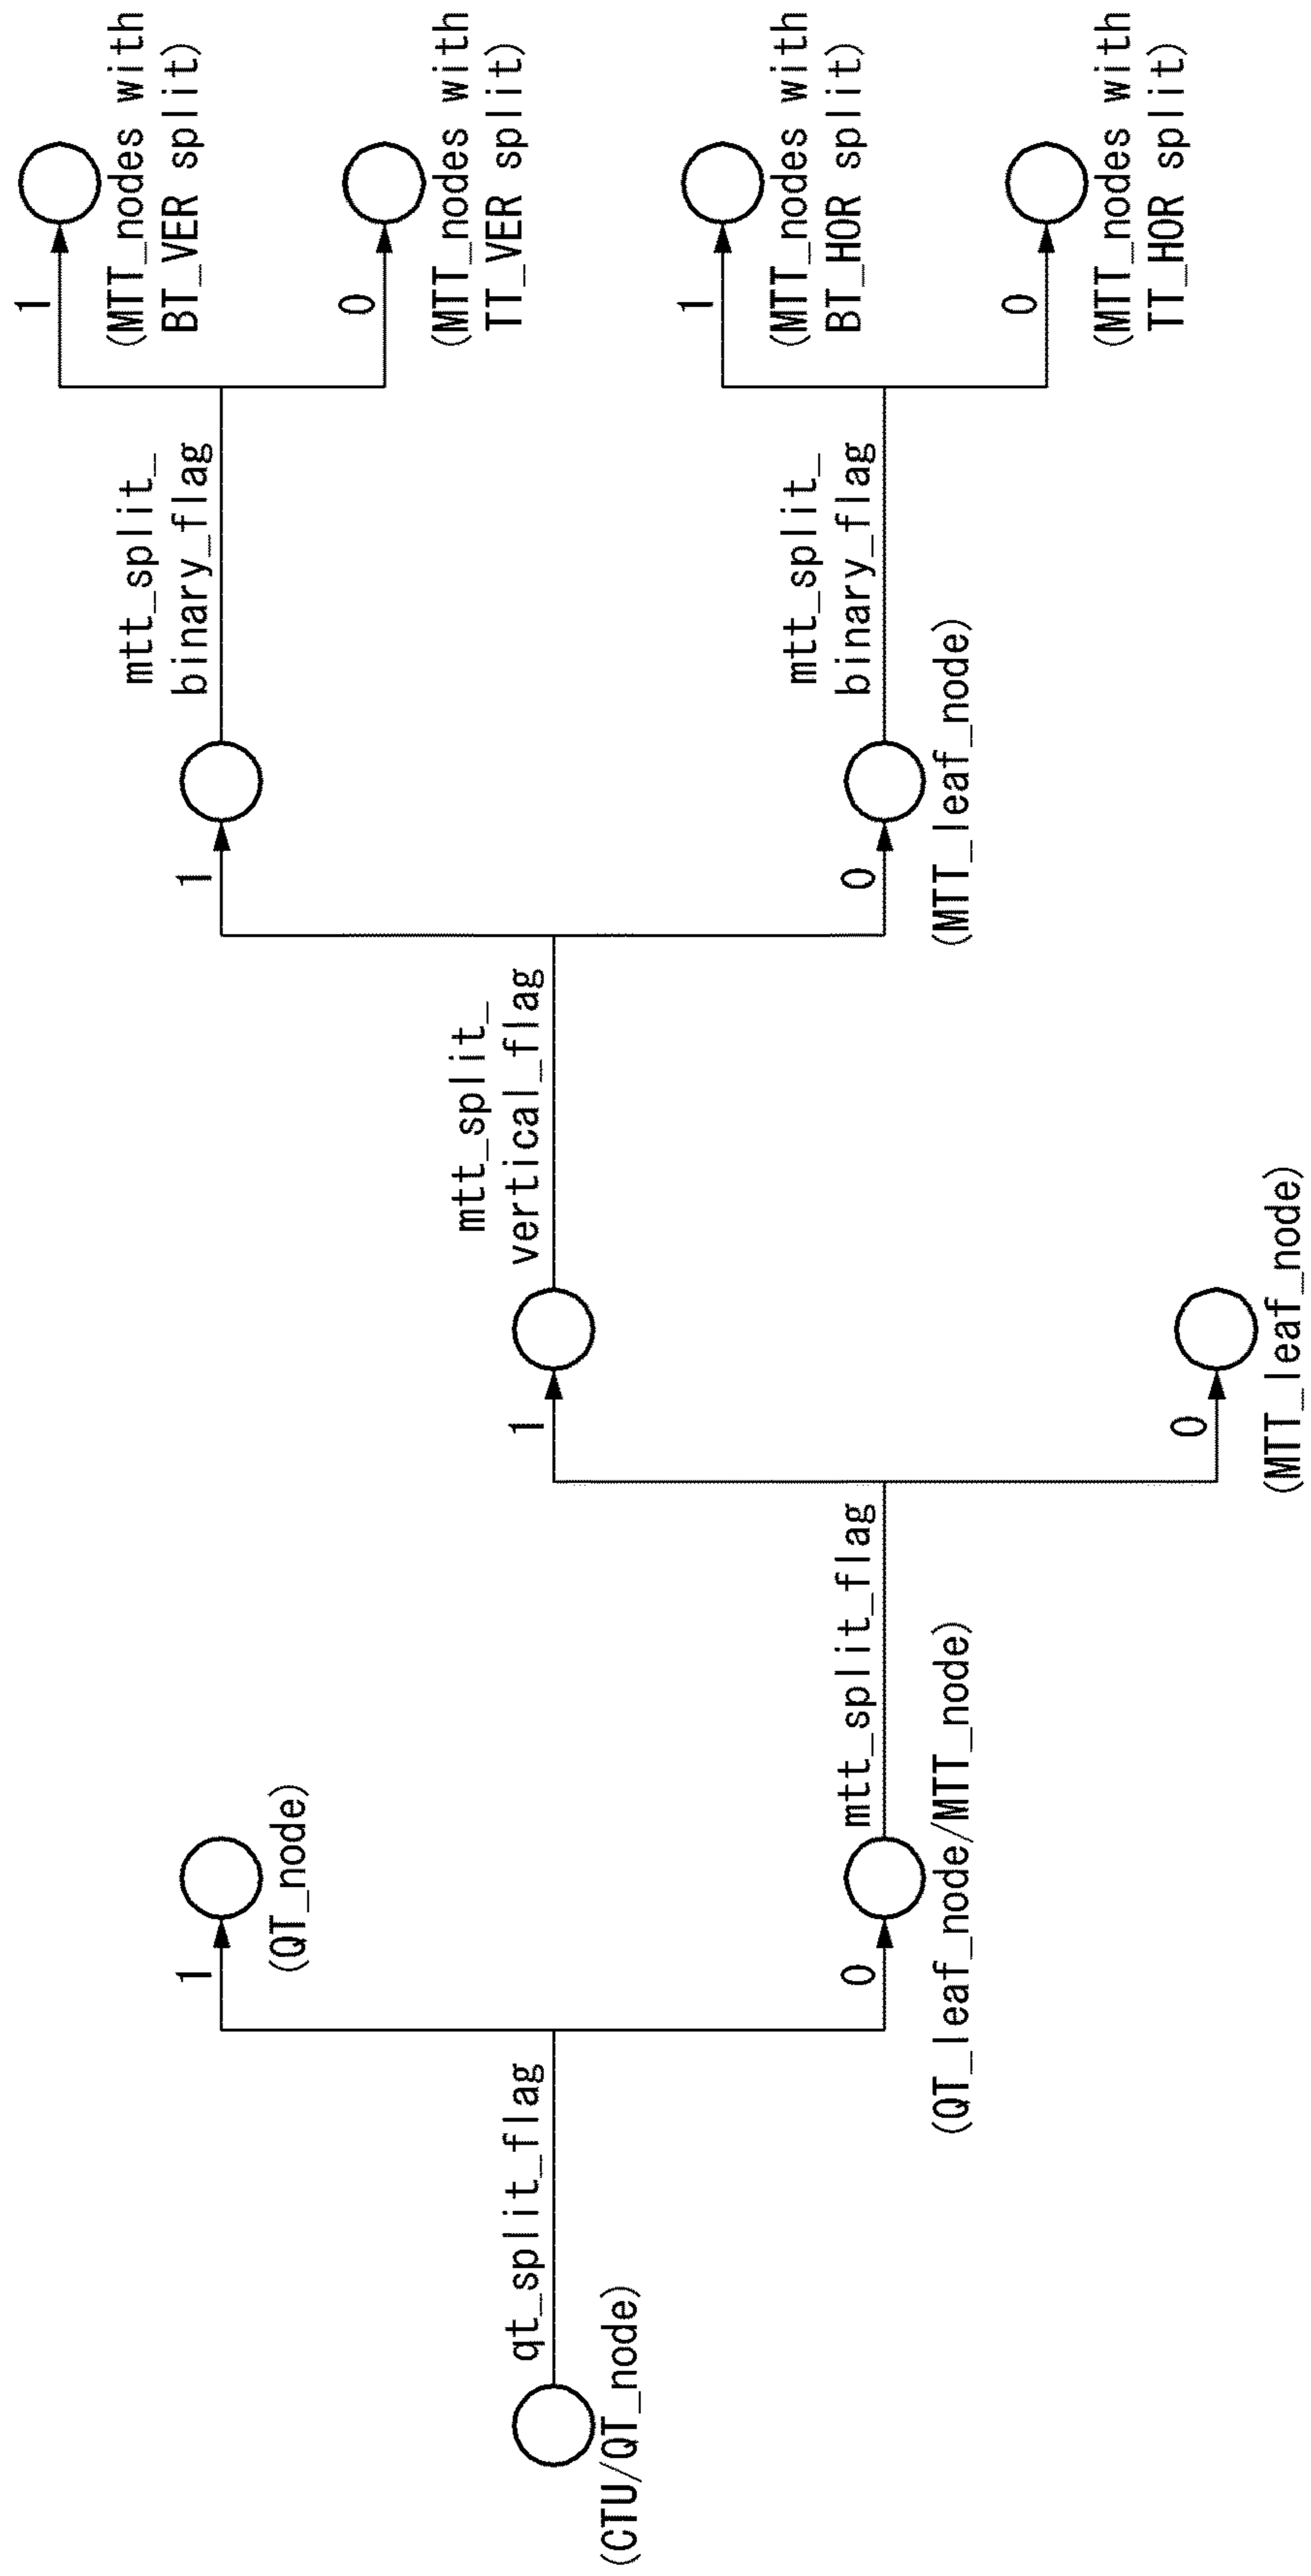 (CTU/QT_node)
qt_split_flag
1
(QT_node)
0
(QT_leaf_node/MTT_node)
mtt_split_flag
1
0
(MTT_leaf_node)
mtt_split_
vertical_flag
1
0
(MTT_leaf_node)
mtt_split_
binary_flag
1
(MTT_nodes with
BT_VER split)
0
(MTT_nodes with
TT_VER split)
mtt_split_
binary_flag
1
(MTT_nodes with
BT_HOR split)
0
(MTT_nodes with
TT_HOR split)